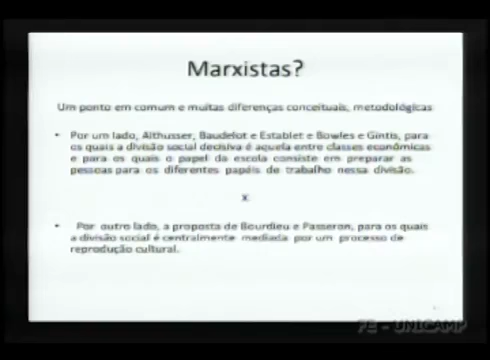 Marxistas?
Um ponto em comum e muitas diferenças conceituais, metodológicas
• Por um lado, Althusser, Baudelot e Establet e Bowles e Gintis, para
os quais a divisão social decisiva é aquela entre classes econômicas
e para os quais o papel da escola consiste em preparar as
pessoas para os diferentes papéis de trabalho nessa divisão.
X
• Por outro lado, a proposta de Bourdieu e Passeron, para os quais
a divisão social é centralmente mediada por um processo de
reprodução cultural.
FE - UNICAMP